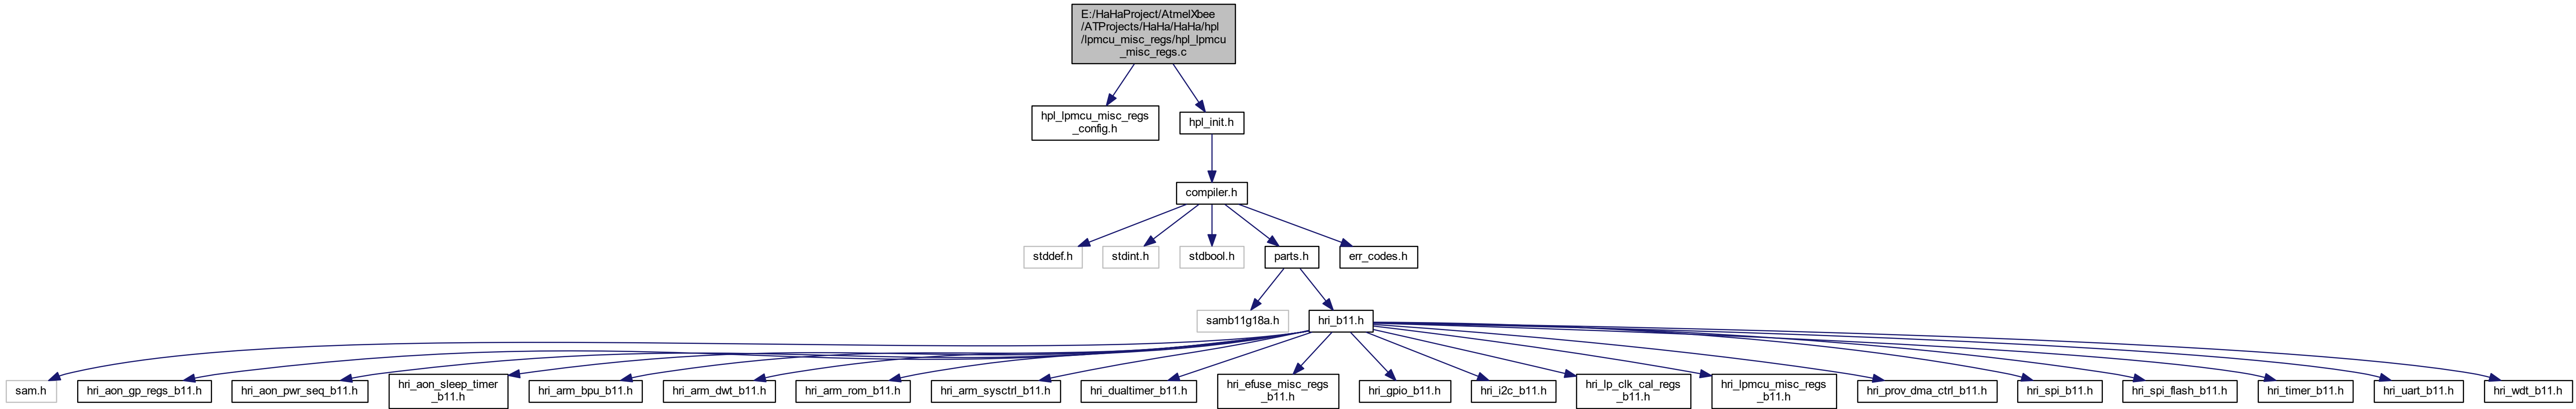 E:/HaHaProject/AtmelXbee
/ATProjects/HaHa/HaHa/hpl
/lpmcu_misc_regs/hpl_lpmcu
_misc_regs.c
hpl_lpmcu_misc_regs
_config.h
hpl_init.h
compiler.h
stddef.h
stdint.h
stdbool.h
parts.h
err_codes.h
samb11g18a.h
hri_b11.h
sam.h
hri_aon_gp_regs_b11.h
hri_aon_pwr_seq_b11.h
hri_aon_sleep_timer
_b11.h
hri_arm_bpu_b11.h
hri_arm_dwt_b11.h
hri_arm_rom_b11.h
hri_arm_sysctrl_b11.h
hri_dualtimer_b11.h
hri_efuse_misc_regs
_b11.h
hri_gpio_b11.h
hri_i2c_b11.h
hri_lp_clk_cal_regs
_b11.h
hri_lpmcu_misc_regs
_b11.h
hri_prov_dma_ctrl_b11.h
hri_spi_b11.h
hri_spi_flash_b11.h
hri_timer_b11.h
hri_uart_b11.h
hri_wdt_b11.h